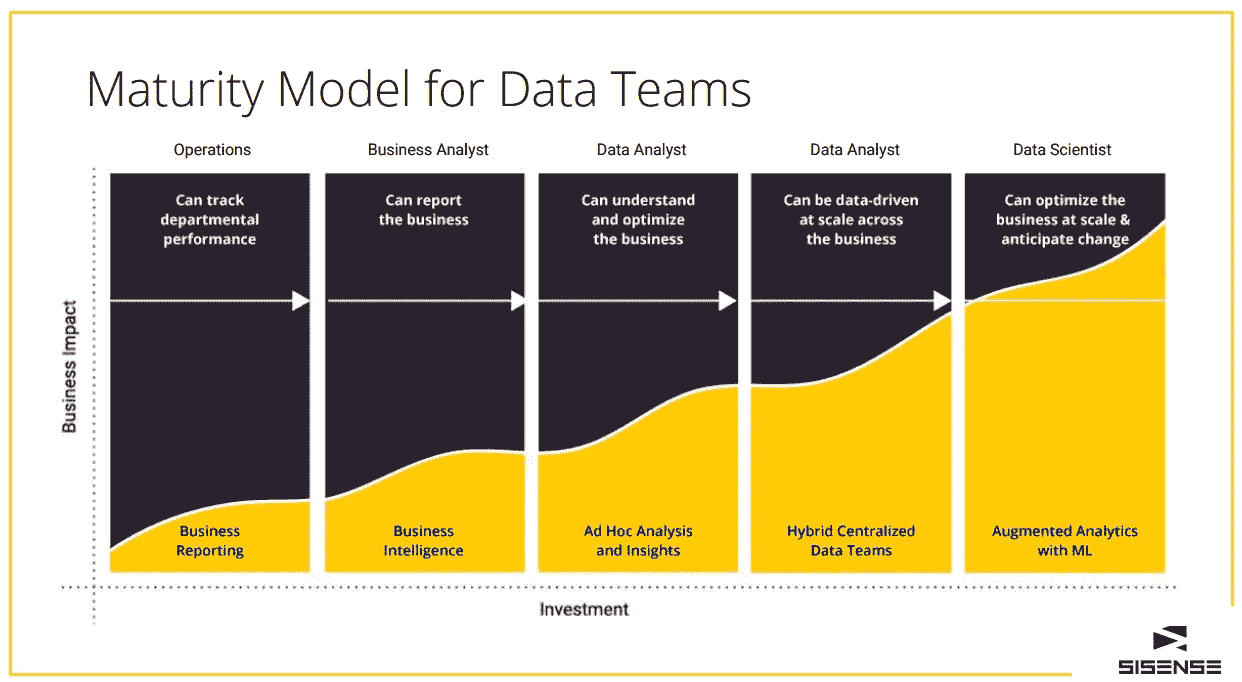 Maturity Model for Data Teams
Operations
Business Analyst
Data Analyst
Data Analyst
Data Scientist
Can track
departmental
performance
Can report
the business
Can understand
and optimize
the business
Can be data-driven
at scale across
the business
Can optimize the
business at scale &
anticipate change
Business Impact
Business
Reporting
Business
Intelligence
Ad Hoc Analysis
and Insights
Hybrid Centralized
Data Teams
Augmented Analytics
with ML
Investment
SISENSE